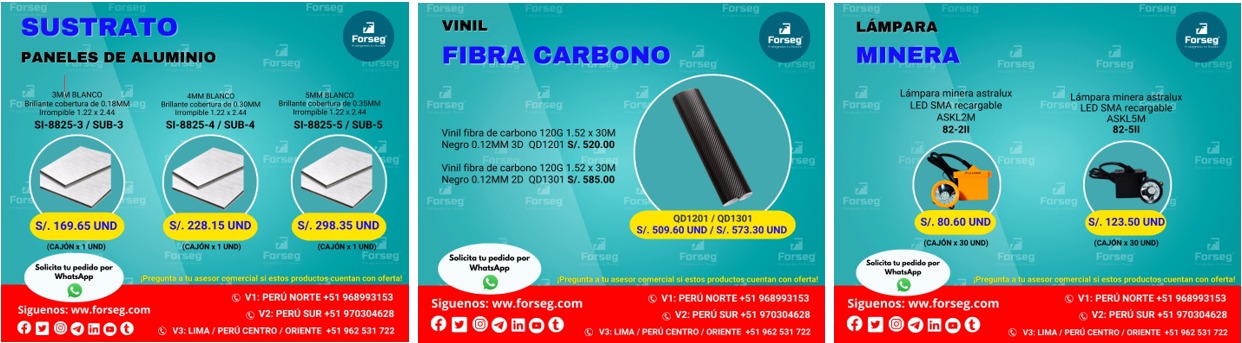 SUSTRATO
PANELES DE ALUMINIO
Forseg
3MM BLANCO
Brillante cobertura de 0.18MM
Irrompible 1.22 x 2.44
SI-8825-3 / SUB-3
4MM BLANCO
Brillante cobertura de 0.30MM
Irrompible 1.22 x 2.44
SI-8825-4 / SUB-4
5MM BLANCO
Brillante cobertura de 0.35MM
Irrompible 1.22 x 2.44
SI-8825-5 / SUB-5
S/. 169.65 UND
(CAJÓN x 1 UND)
S/. 228.15 UND
(CAJÓN x 1 UND)
S/. 298.35 UND
(CAJÓN x 1 UND)
Solicita tu pedido por
WhatsApp
¡Pregunta a tu asesor comercial si estos productos cuentan con oferta!
Siguenos: ww.forseg.com
V1: PERÚ NORTE +51 968993153
V2: PERÚ SUR +51 970304628
V3: LIMA / PERÚ CENTRO / ORIENTE +51 962 531 722
VINIL
FIBRA CARBONO
Forseg
Vinil fibra de carbono 120G 1.52 x 30M
Negro 0.12MM 3D QD1201 S/. 520.00
Vinil fibra de carbono 120G 1.52 x 30M
Negro 0.12MM 2D QD1301 S/. 585.00
QD1201 / QD1301
S/. 509.60 UND / S/. 573.30 UND
Solicita tu pedido por
WhatsApp
¡Pregunta a tu asesor comercial si estos productos cuentan con oferta!
Siguenos: ww.forseg.com
V1: PERÚ NORTE +51 968993153
V2: PERÚ SUR +51 970304628
V3: LIMA / PERÚ CENTRO / ORIENTE +51 962 531 722
LÁMPARA
MINERA
Forseg
Lámpara minera astralux
LED SMA recargable
ASKL2M
82-2II
Lámpara minera astralux
LED SMA recargable
ASKL5M
82-5II
S/. 80.60 UND
(CAJÓN x 30 UND)
S/. 123.50 UND
(CAJÓN x 30 UND)
Solicita tu pedido por
WhatsApp
¡Pregunta a tu asesor comercial si estos productos cuentan con oferta!
Siguenos: ww.forseg.com
V1: PERÚ NORTE +51 968993153
V2: PERÚ SUR +51 970304628
V3: LIMA / PERÚ CENTRO / ORIENTE +51 962 531 722